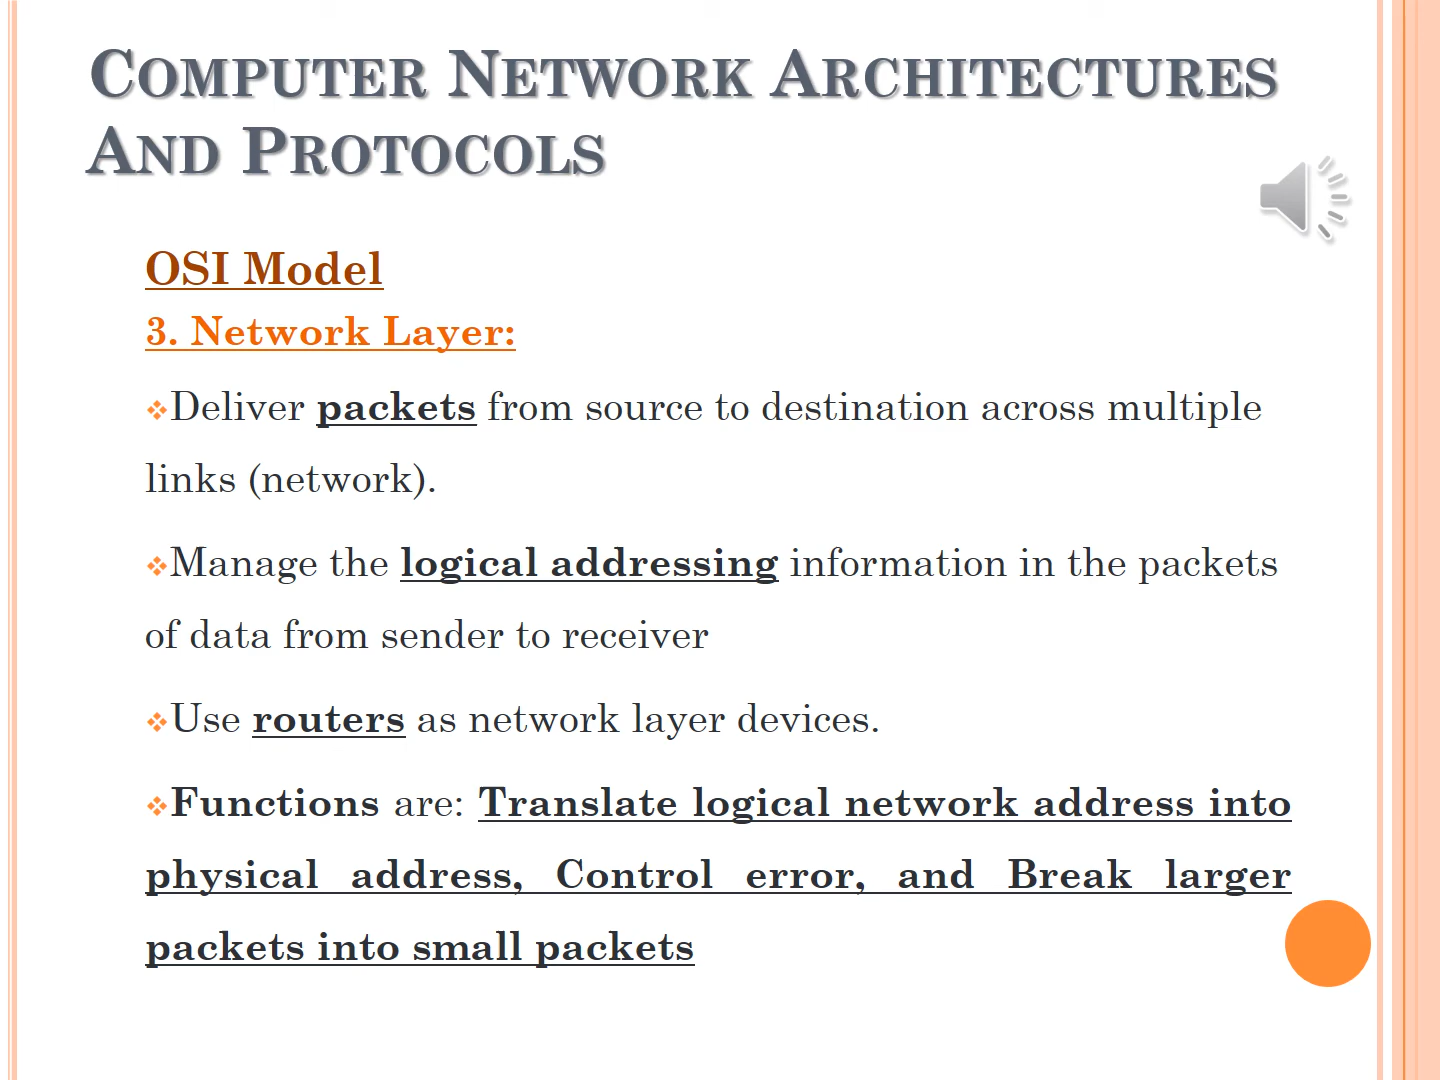 COMPUTER NETWORK ARCHITECTURES
AND PROTOCOLS
OSI Model
3. Network Layer:
❖Deliver packets from source to destination across multiple
links (network).
❖Manage the logical addressing information in the packets
of data from sender to receiver
❖Use routers as network layer devices.
❖Functions are: Translate logical network address into
physical address, Control error, and Break larger
packets into small packets